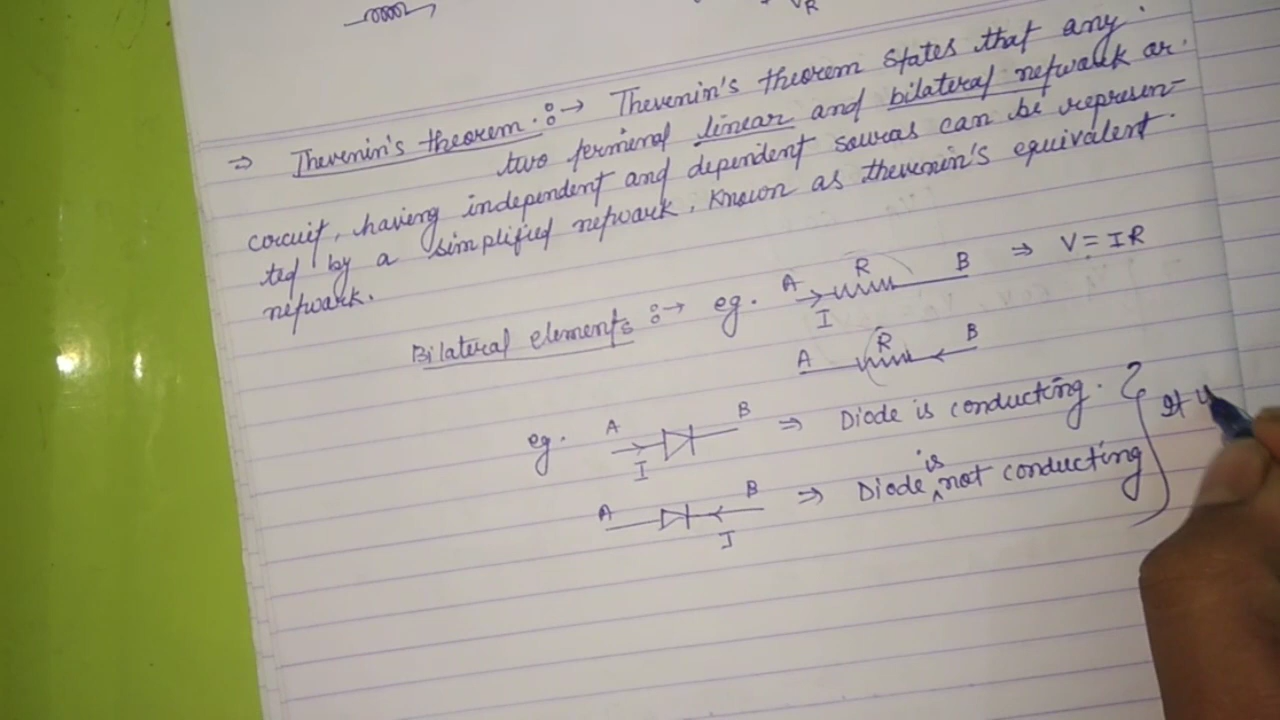 V_R
⇒ Thevenin's theorem :→ Thevenin's theorem states that any
two terminal linear and bilateral network or
circuit, having independent and dependent sources can be represen-
ted by a simplified network, known as thevenin's equivalent
network.
Bilateral elements :→ eg. A R B ⇒ V = IR
I
A R B
eg. A B ⇒ Diode is conducting.
I
A B ⇒ Diode is not conducting
I
It